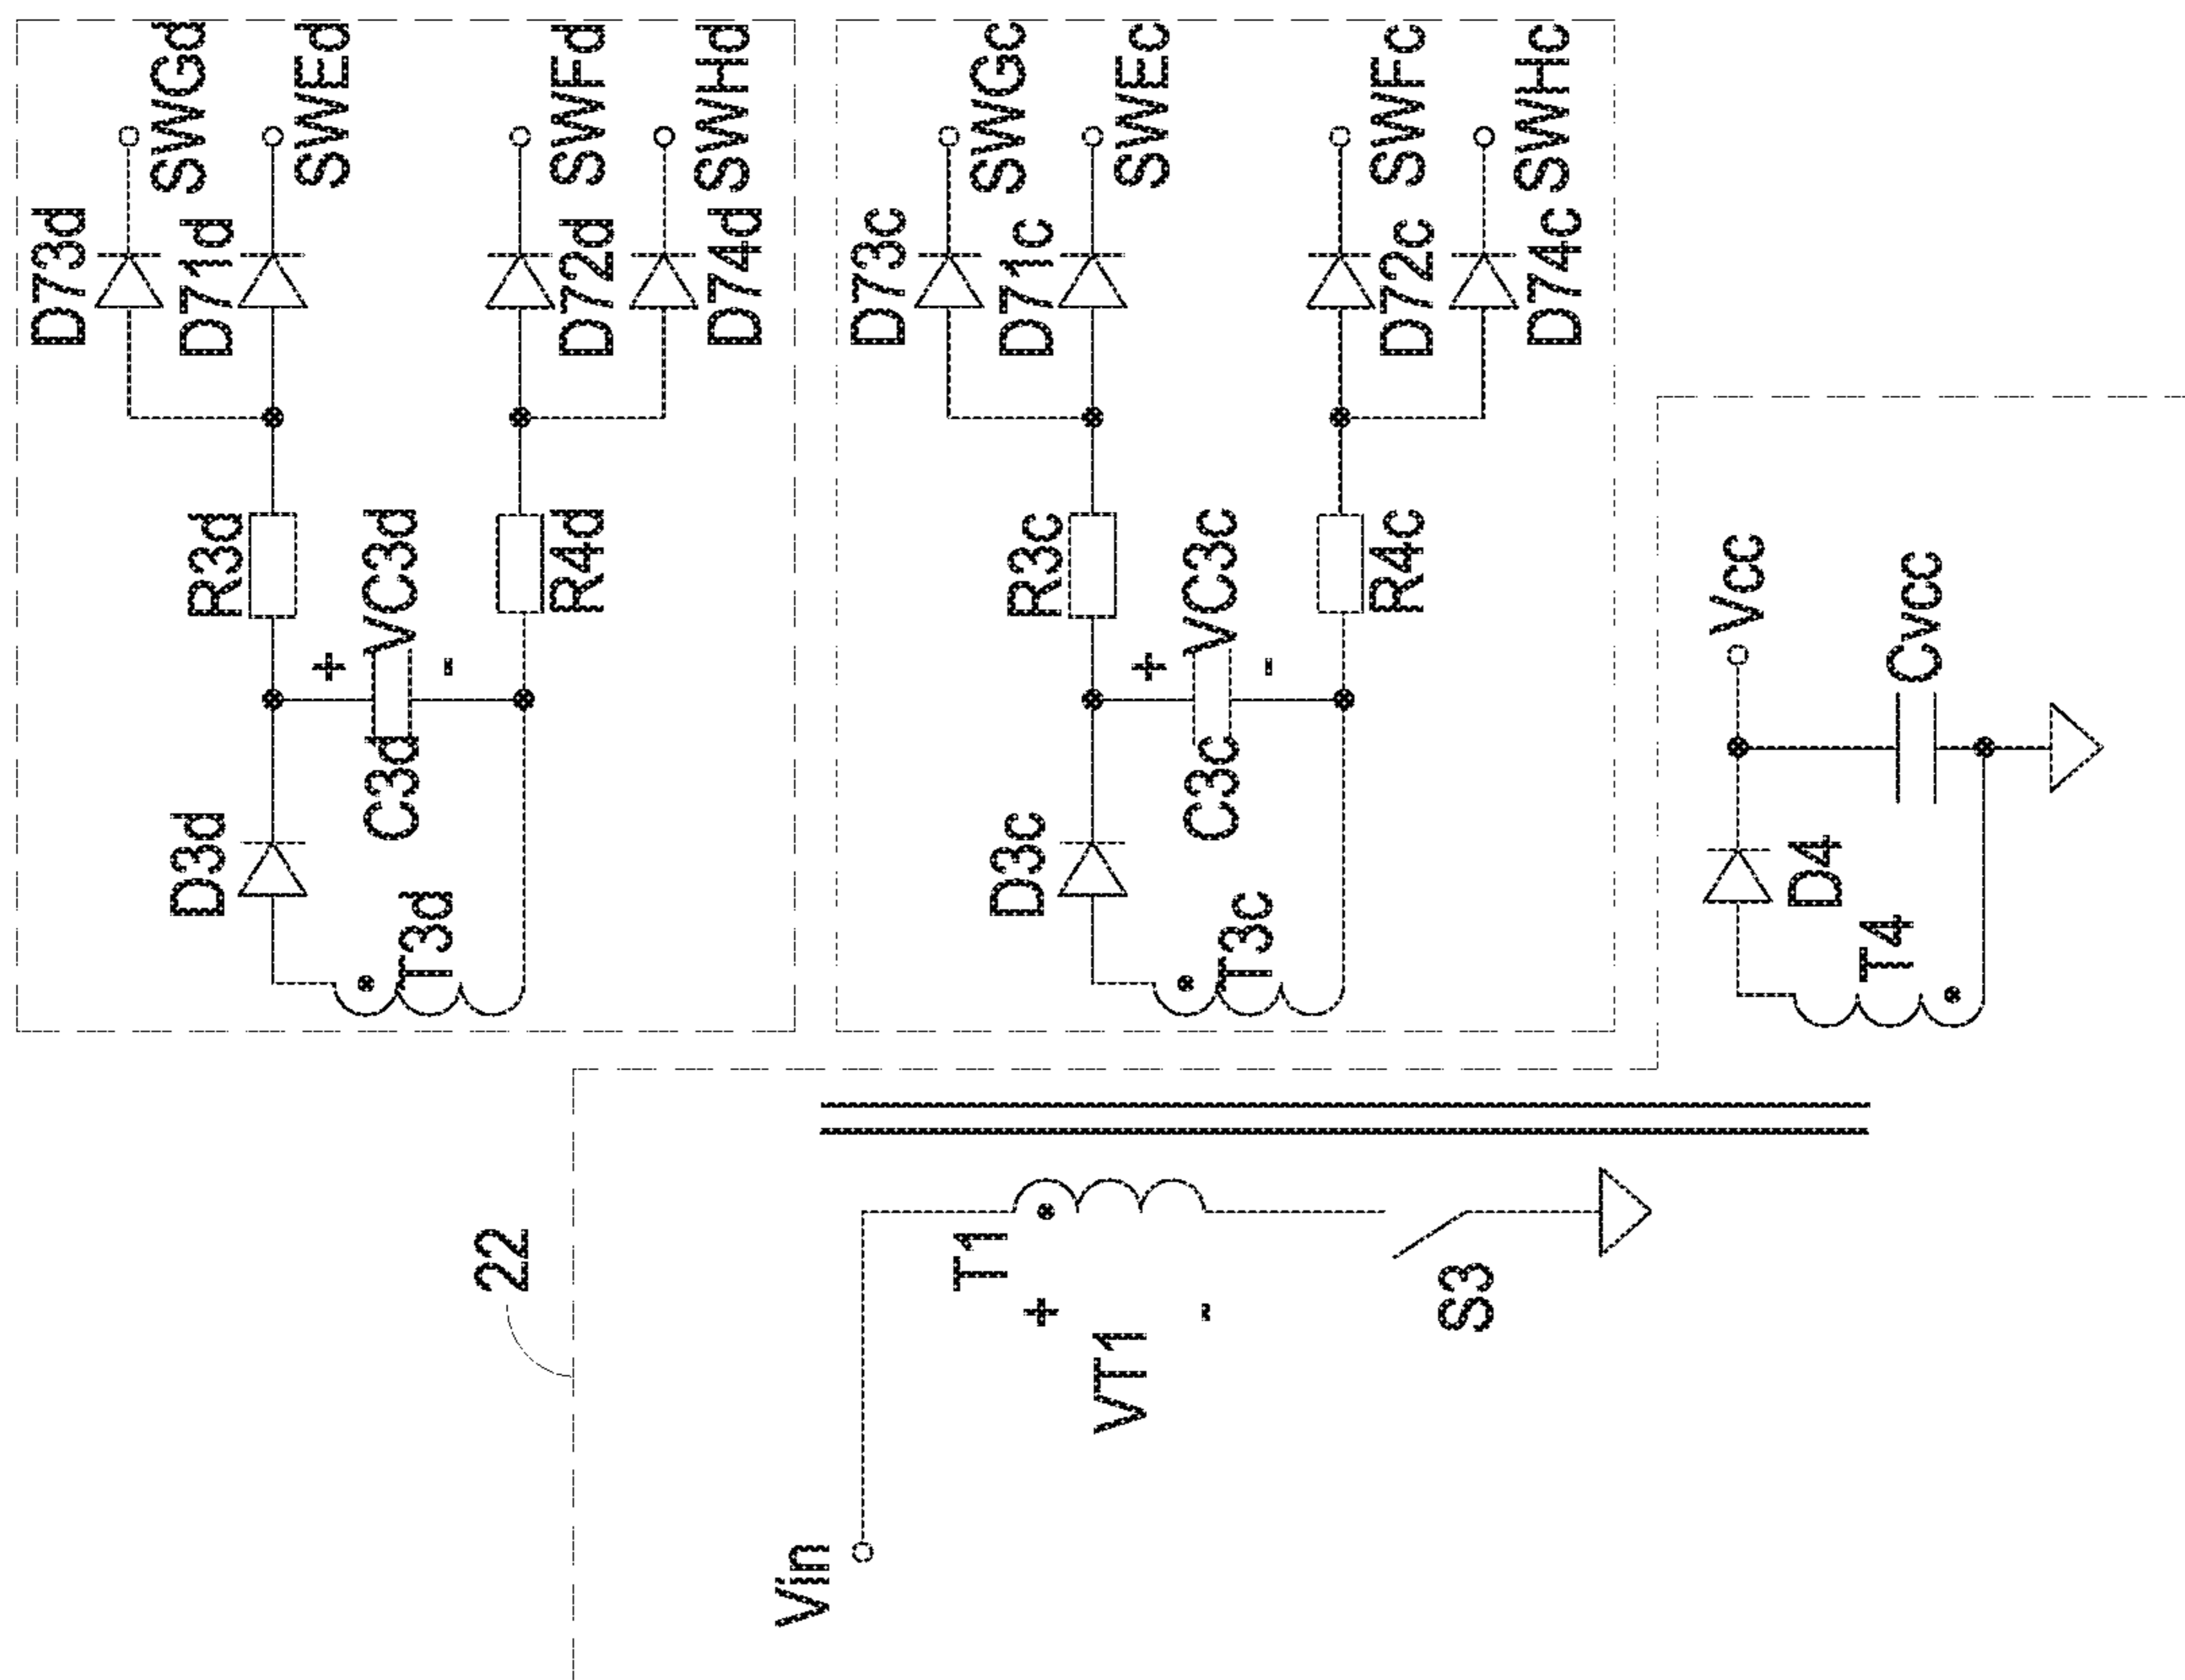 D73d
SWGd
D71d
SWEd
D72d
SWFd
D74d
SWHd
R3d
R4d
+
VC3d
-
C3d
D3d
T3d
D73c
SWGc
D71c
SWEc
D72c
SWFc
D74c
SWHc
R3c
R4c
+
VC3c
-
C3c
D3c
T3c
Vcc
Cvcc
D4
T4
22
T1
+
VT1
-
S3
Vin